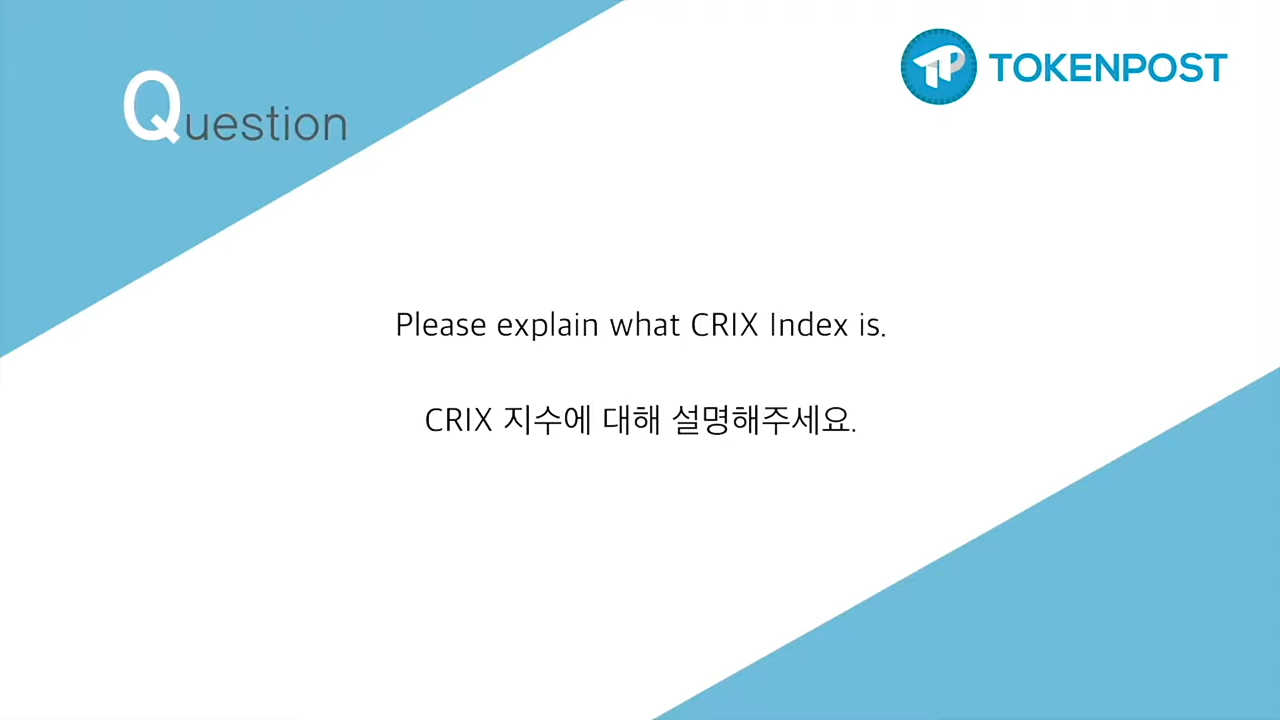 Question
TOKENPOST
Please explain what CRIX Index is.
CRIX 지수에 대해 설명해주세요.